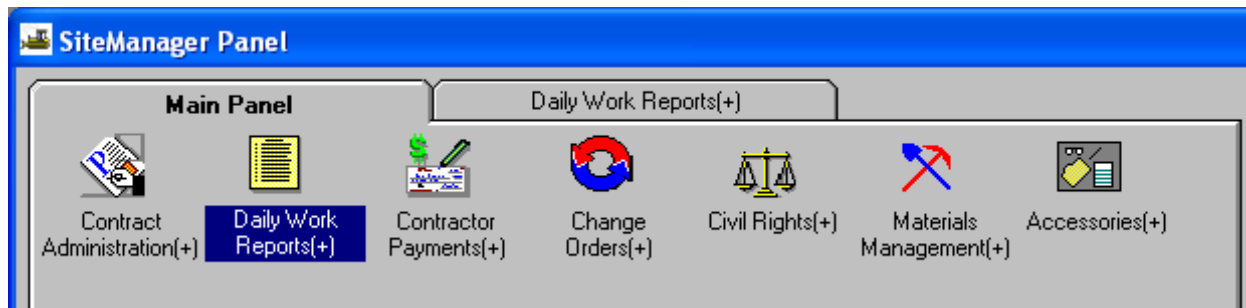 SiteManager Panel
Main Panel
Daily Work Reports(+)
Contract
Administration(+)
Daily Work
Reports(+)
Contractor
Payments(+)
Change
Orders(+)
Civil Rights(+)
Materials
Management(+)
Accessories(+)